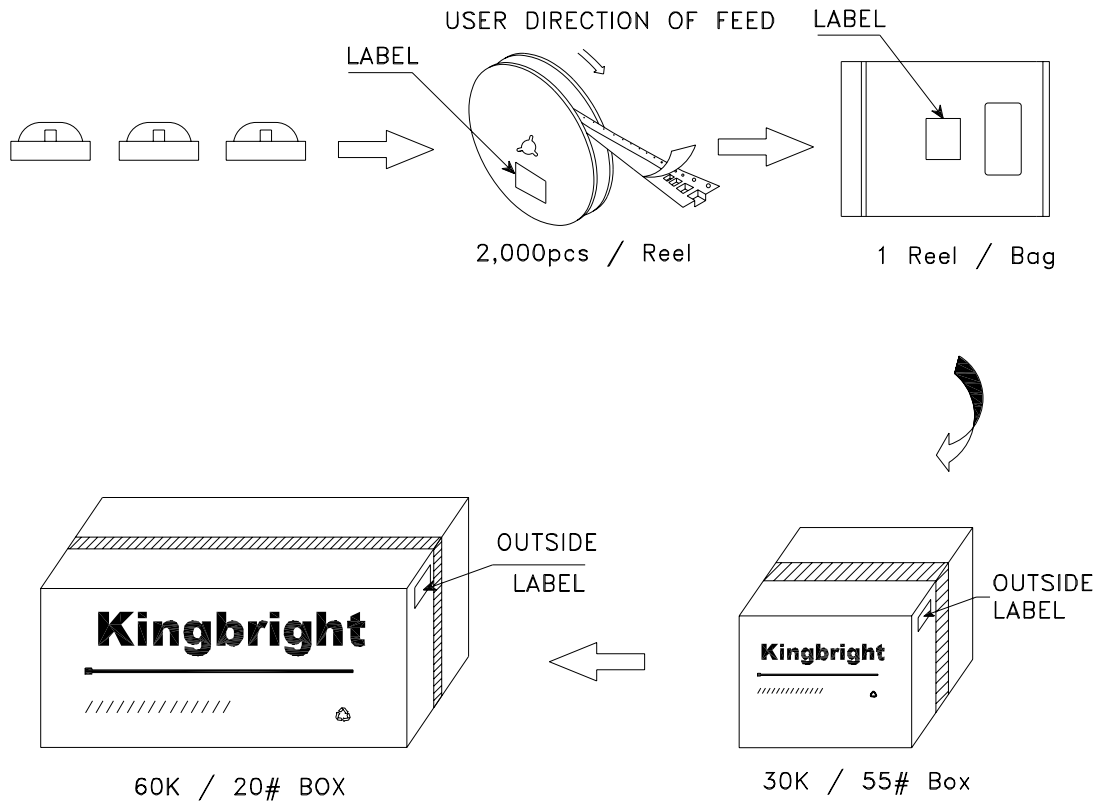 USER DIRECTION OF FEED
LABEL
LABEL
2,000pcs / Reel
1 Reel / Bag
OUTSIDE
LABEL
Kingbright
60K / 20# BOX
OUTSIDE
LABEL
Kingbright
30K / 55# Box